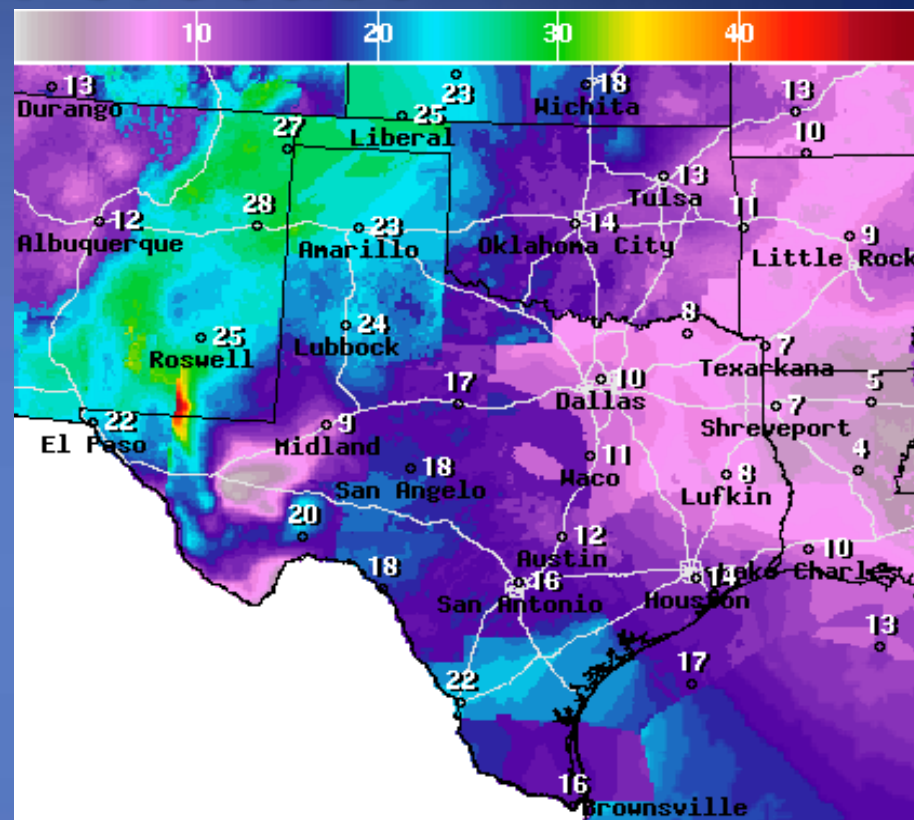 10 20 30 40
13 23 18 13
Durango Wichita
25
Liberal
27 10
13
Tulsa
12 28 23 14 11 9
Albuquerque Amarillo Oklahoma City Little Rock
25 24 8 7
Roswell Lubbock Texarkana
10 5
Dallas
22 9 17 7
El Paso Midland Shreveport
18 11 8 4
San Angelo Waco Lufkin
20 12 10
Austin
18 16 14 Lake Charles
San Antonio Houston
13
22 17
16
Brownsville